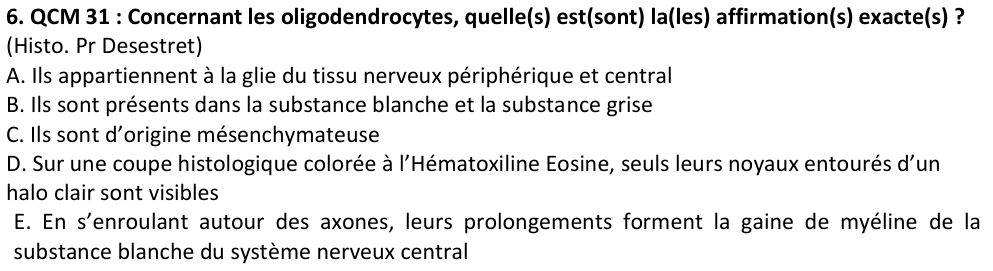 6. QCM 31 : Concernant les oligodendrocytes, quelle(s) est(sont) la(les) affirmation(s) exacte(s) ?
(Histo. Pr Desestret)
A. Ils appartiennent à la glie du tissu nerveux périphérique et central
B. Ils sont présents dans la substance blanche et la substance grise
C. Ils sont d’origine mésenchymateuse
D. Sur une coupe histologique colorée à l’Hématoxiline Eosine, seuls leurs noyaux entourés d’un
halo clair sont visibles
E. En s’enroulant autour des axones, leurs prolongements forment la gaine de myéline de la
substance blanche du système nerveux central